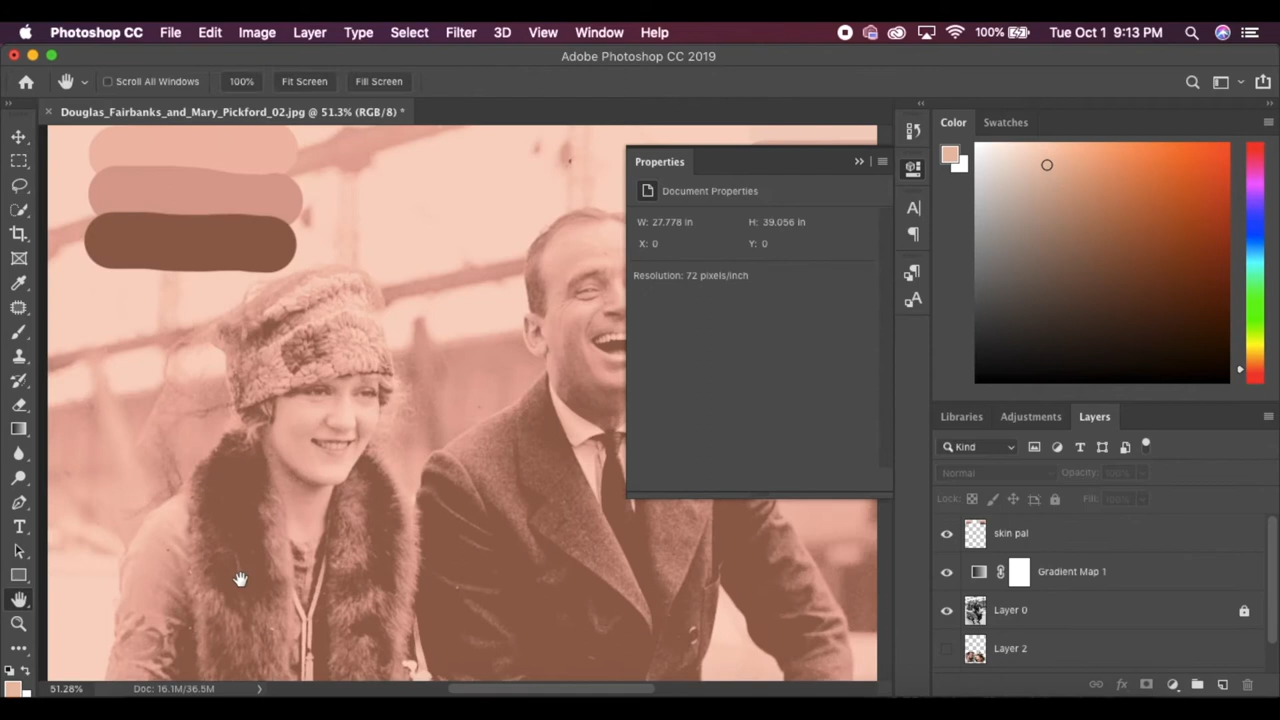 Photoshop CC File Edit Image Layer Type Select Filter 3D View Window Help 100% Tue Oct 1 9:13 PM
Adobe Photoshop CC 2019
Scroll All Windows 100% Fit Screen Fill Screen
Douglas_Fairbanks_and_Mary_Pickford_02.jpg @ 51.3% (RGB/8) *
Color Swatches
Properties
Document Properties
W: 27.778 in H: 39.056 in
X: 0 Y: 0
Resolution: 72 pixels/inch
Libraries Adjustments Layers
Kind
Normal Opacity: 100%
Lock: Fill: 100%
skin pal
Gradient Map 1
Layer 0
Layer 2
51.28% Doc: 16.1M/36.5M